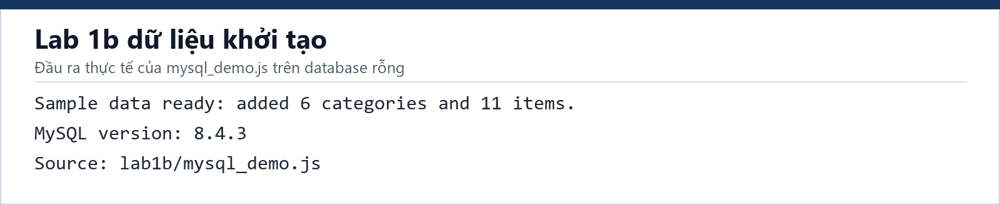 Lab 1b dữ liệu khởi tạo
Đầu ra thực tế của mysql_demo.js trên database rỗng
Sample data ready: added 6 categories and 11 items.
MySQL version: 8.4.3
Source: lab1b/mysql_demo.js